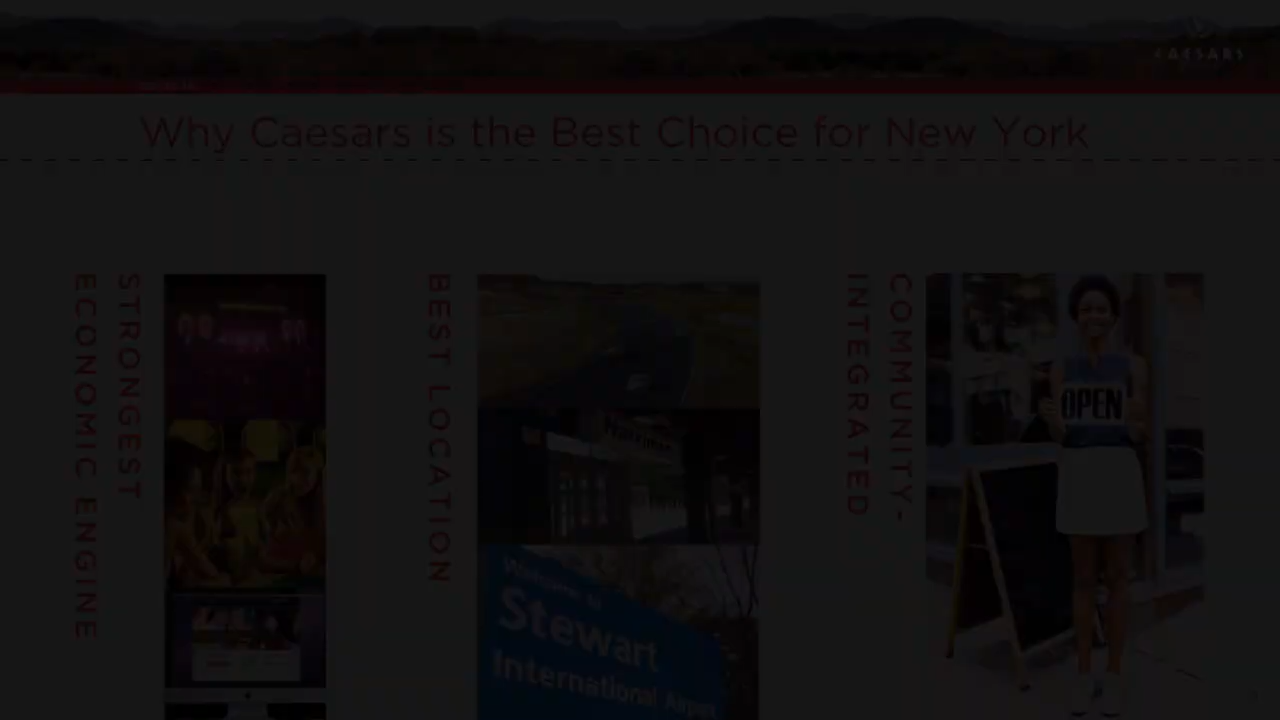 CAESARS
Why Caesars is the Best Choice for New York
STRONGEST
ECONOMIC ENGINE
BEST LOCATION
Welcome to
Stewart
International Airport
COMMUNITY-
INTEGRATED
OPEN